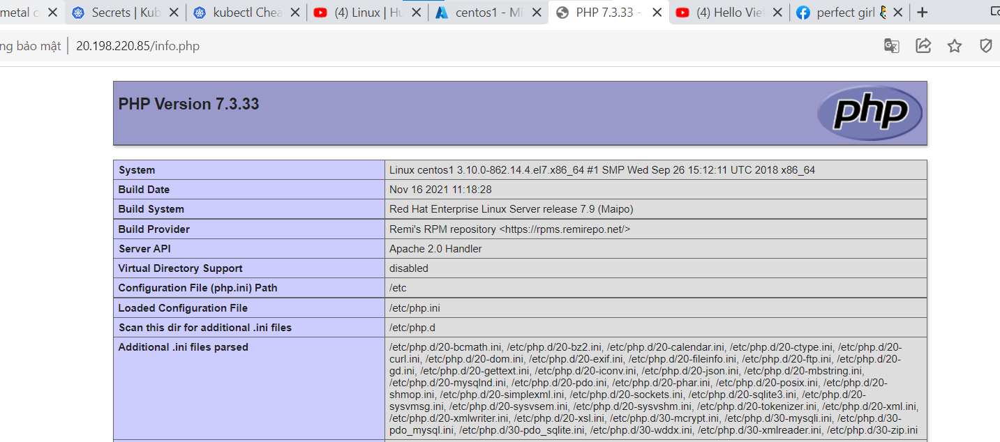 metal c
Secrets | Kub
kubectl Chea
(4) Linux | Hu
centos1 - Mi
PHP 7.3.33 -
(4) Hello Vie
perfect girl
ng bảo mật | 20.198.220.85/info.php
PHP Version 7.3.33
php
System Linux centos1 3.10.0-862.14.4.el7.x86_64 #1 SMP Wed Sep 26 15:12:11 UTC 2018 x86_64
Build Date Nov 16 2021 11:18:28
Build System Red Hat Enterprise Linux Server release 7.9 (Maipo)
Build Provider Remi's RPM repository <https://rpms.remirepo.net/>
Server API Apache 2.0 Handler
Virtual Directory Support disabled
Configuration File (php.ini) Path /etc
Loaded Configuration File /etc/php.ini
Scan this dir for additional .ini files /etc/php.d
Additional .ini files parsed /etc/php.d/20-bcmath.ini, /etc/php.d/20-bz2.ini, /etc/php.d/20-calendar.ini, /etc/php.d/20-ctype.ini, /etc/php.d/20-
curl.ini, /etc/php.d/20-dom.ini, /etc/php.d/20-exif.ini, /etc/php.d/20-fileinfo.ini, /etc/php.d/20-ftp.ini, /etc/php.d/20-
gd.ini, /etc/php.d/20-gettext.ini, /etc/php.d/20-iconv.ini, /etc/php.d/20-json.ini, /etc/php.d/20-mbstring.ini,
/etc/php.d/20-mysqlnd.ini, /etc/php.d/20-pdo.ini, /etc/php.d/20-phar.ini, /etc/php.d/20-posix.ini, /etc/php.d/20-
shmop.ini, /etc/php.d/20-simplexml.ini, /etc/php.d/20-sockets.ini, /etc/php.d/20-sqlite3.ini, /etc/php.d/20-
sysvmsg.ini, /etc/php.d/20-sysvsem.ini, /etc/php.d/20-sysvshm.ini, /etc/php.d/20-tokenizer.ini, /etc/php.d/20-xml.ini,
/etc/php.d/20-xmlwriter.ini, /etc/php.d/20-xsl.ini, /etc/php.d/30-mcrypt.ini, /etc/php.d/30-mysqli.ini, /etc/php.d/30-
pdo_mysql.ini, /etc/php.d/30-pdo_sqlite.ini, /etc/php.d/30-wddx.ini, /etc/php.d/30-xmlreader.ini, /etc/php.d/30-zip.ini